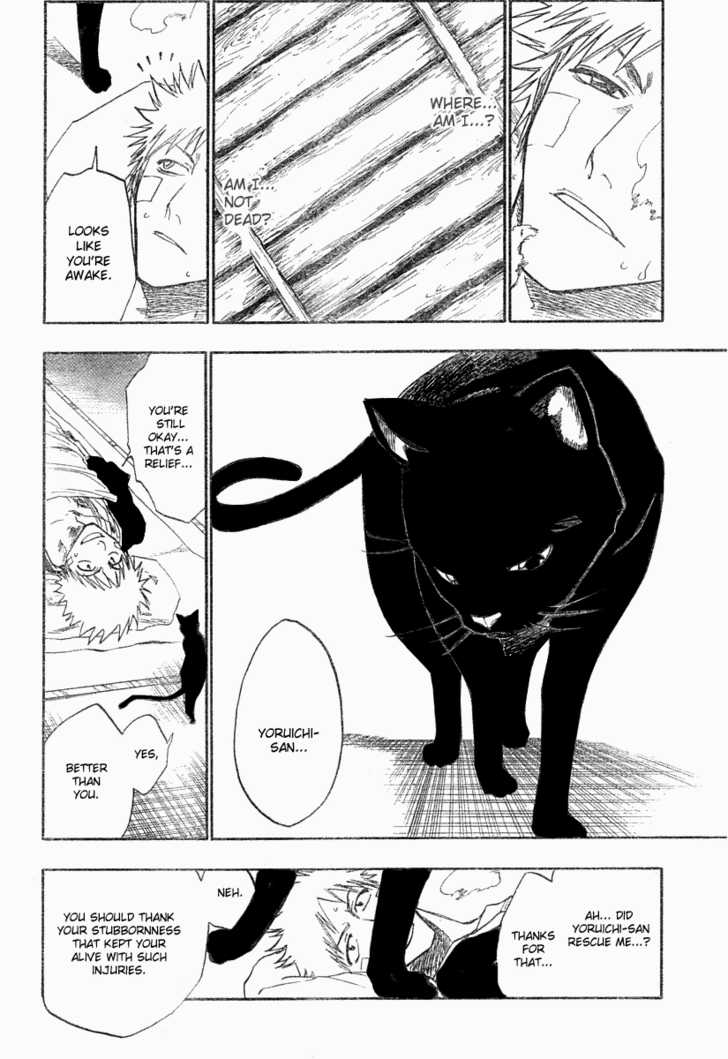 WHERE...
AM I...?
AM I...
NOT
DEAD?
LOOKS
LIKE
YOU'RE
AWAKE.
YORUICHI-
SAN...
YOU'RE
STILL
OKAY...
THAT'S A
RELIEF...
YES,
BETTER
THAN
YOU.
AH... DID
YORUICHI-SAN
RESCUE ME...?
THANKS
FOR
THAT...
NEH.
YOU SHOULD THANK
YOUR STUBBORNNESS
THAT KEPT YOUR
ALIVE WITH SUCH
INJURIES.